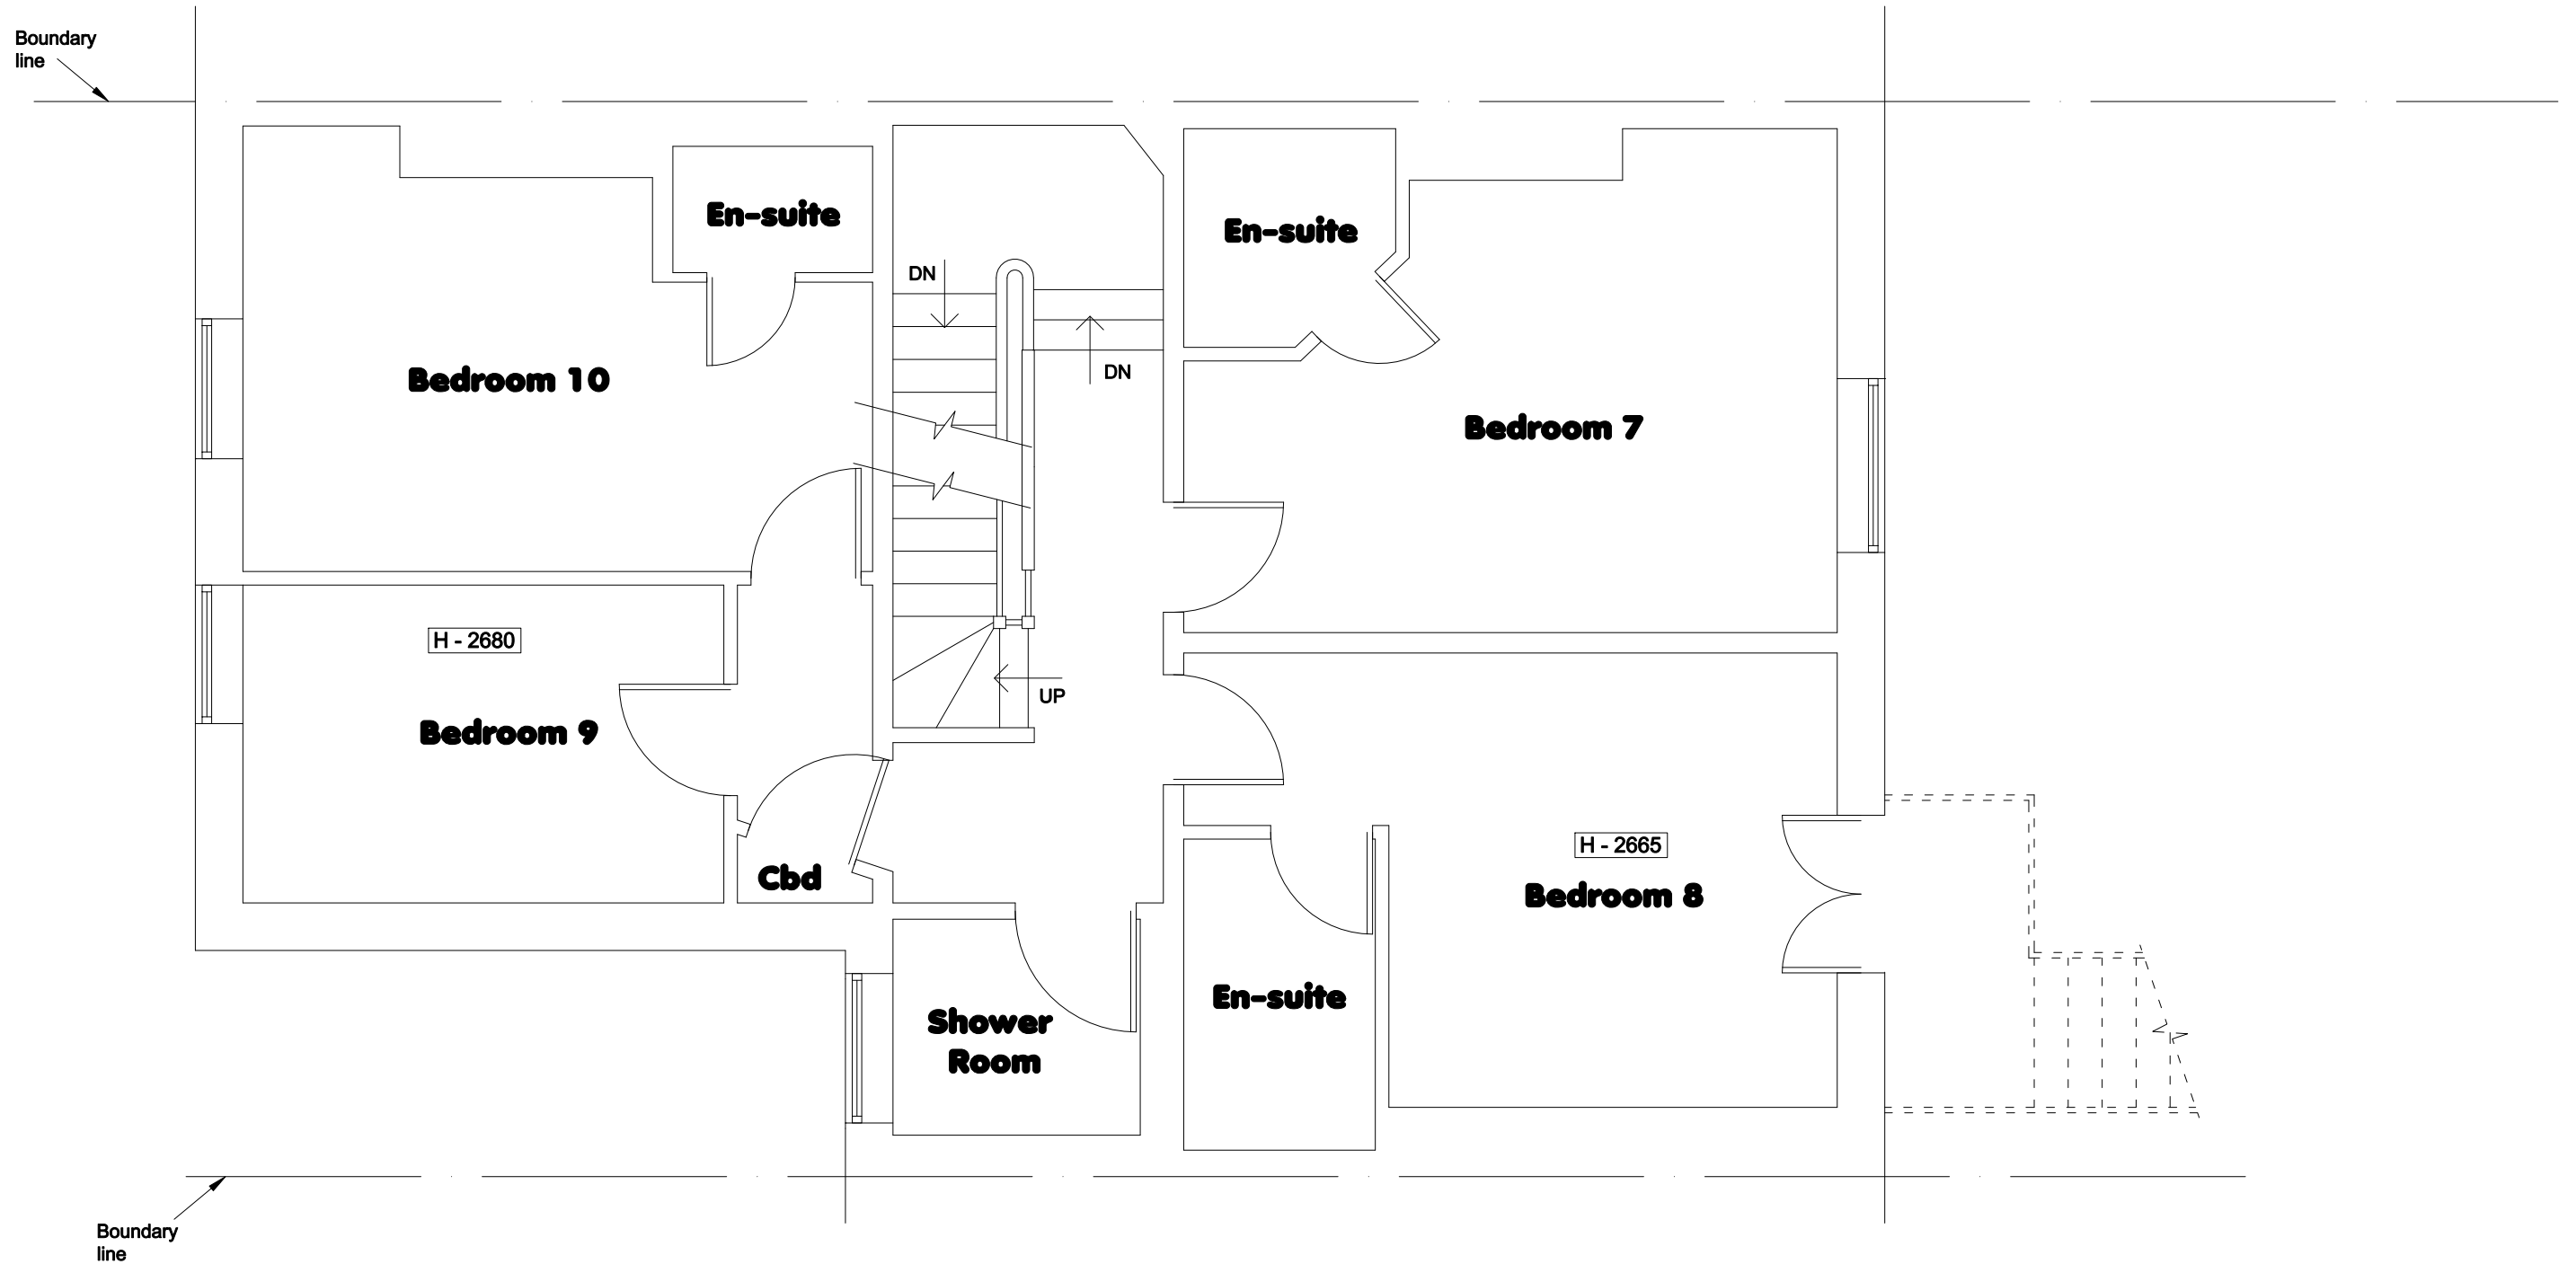 Boundary
line
En-suite
En-suite
DN
DN
Bedroom 10
Bedroom 7
H - 2680
UP
Bedroom 9
H - 2665
Cbd
Bedroom 8
En-suite
Shower
Room
Boundary
line